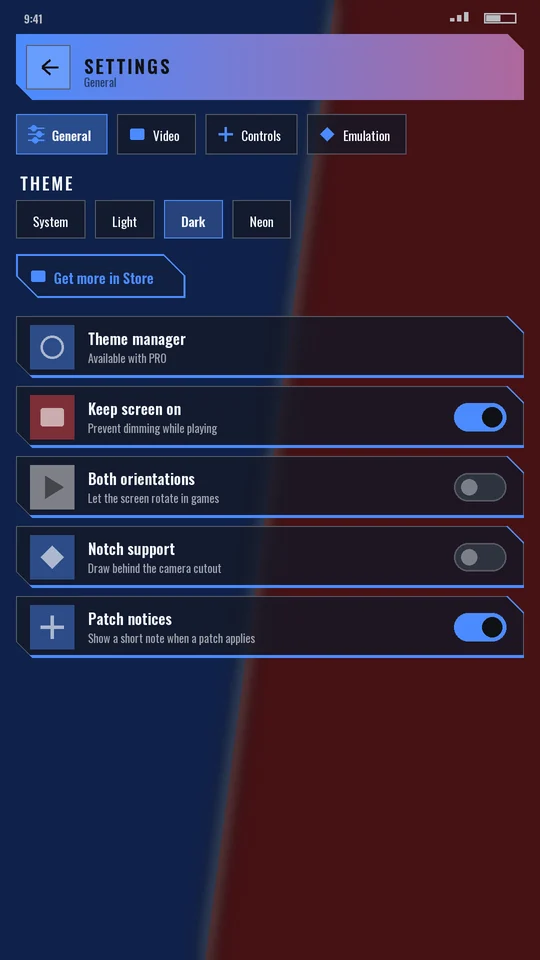 9:41
SETTINGS
General
General
Video
Controls
Emulation
THEME
System
Light
Dark
Neon
Get more in Store
Theme manager
Available with PRO
Keep screen on
Prevent dimming while playing
Both orientations
Let the screen rotate in games
Notch support
Draw behind the camera cutout
Patch notices
Show a short note when a patch applies